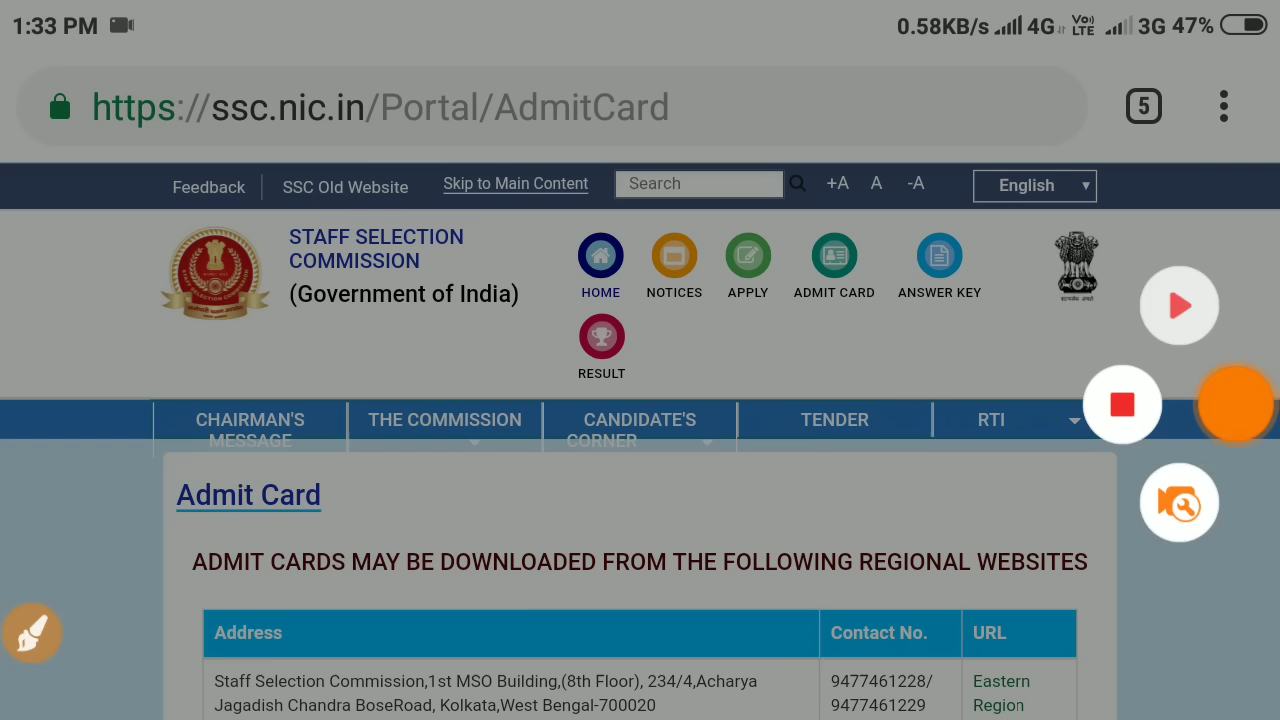 1:33 PM 0.58KB/s 4G Vo) LTE 3G 47%
https://ssc.nic.in/Portal/AdmitCard 5
Feedback SSC Old Website Skip to Main Content Search +A A -A English
STAFF SELECTION
COMMISSION
(Government of India)
HOME NOTICES APPLY ADMIT CARD ANSWER KEY
RESULT
CHAIRMAN'S THE COMMISSION CANDIDATE'S TENDER RTI
MESSAGE CORNER
Admit Card
ADMIT CARDS MAY BE DOWNLOADED FROM THE FOLLOWING REGIONAL WEBSITES
Address Contact No. URL
Staff Selection Commission,1st MSO Building,(8th Floor), 234/4,Acharya 9477461228/ Eastern
Jagadish Chandra BoseRoad, Kolkata,West Bengal-700020 9477461229 Region